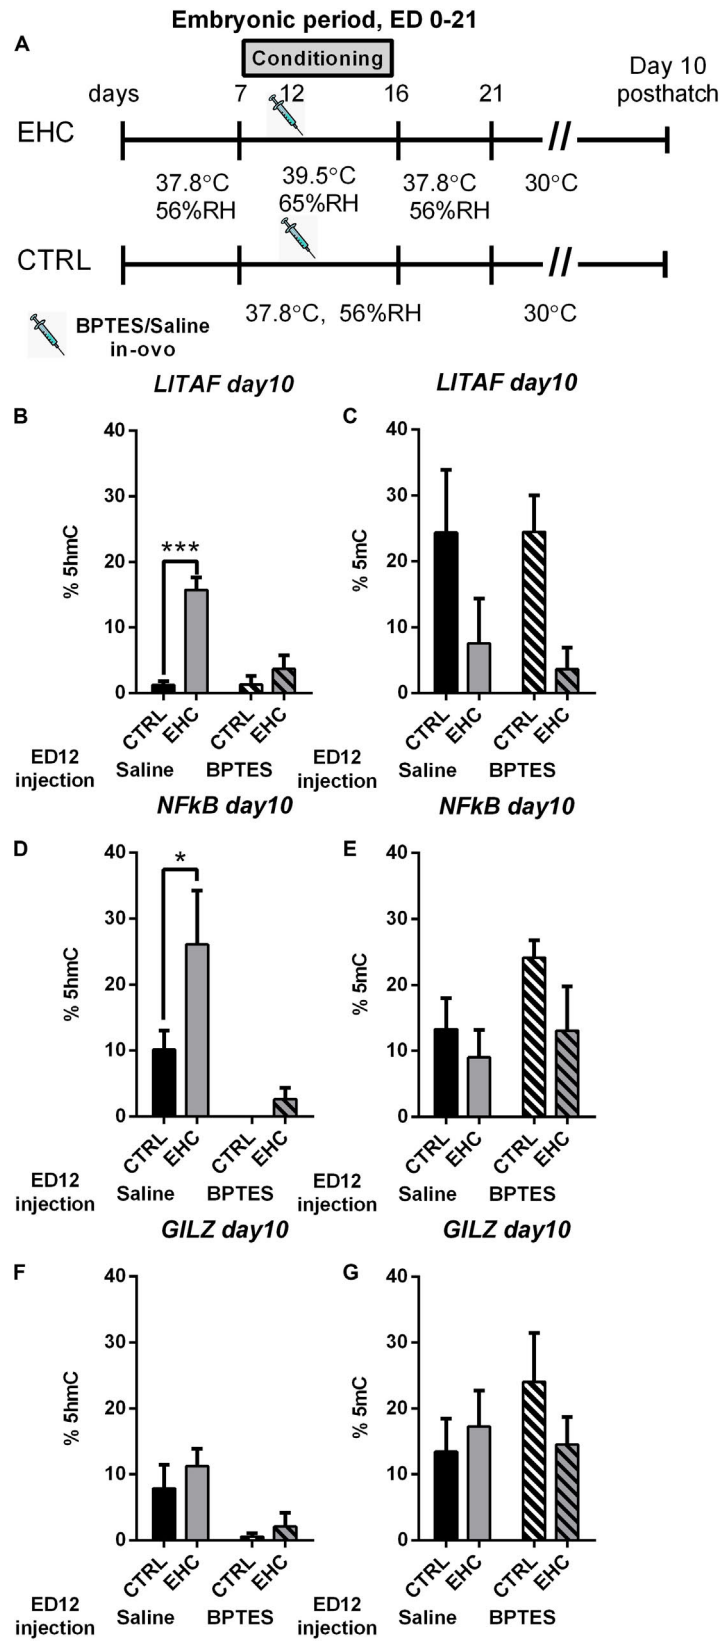 Embryonic period, ED 0-21
A
Conditioning
Day 10
posthatch
days 7 12 16 21
EHC
37.8°C 39.5°C 37.8°C 30°C
56%RH 65%RH 56%RH
CTRL
37.8°C, 56%RH 30°C
BPTES/Saline
in-ovo
LITAF day10
B
% 5hmC
40
30
20
10
0
***
CTRL EHC CTRL EHC
ED12
injection
Saline BPTES
LITAF day10
C
% 5mC
40
30
20
10
0
CTRL EHC CTRL EHC
ED12
injection
Saline BPTES
NFkB day10
D
% 5hmC
40
30
20
10
0
*
CTRL EHC CTRL EHC
ED12
injection
Saline BPTES
NFkB day10
E
% 5mC
40
30
20
10
0
CTRL EHC CTRL EHC
ED12
injection
Saline BPTES
GILZ day10
F
% 5hmC
40
30
20
10
0
CTRL EHC CTRL EHC
ED12
injection
Saline BPTES
GILZ day10
G
% 5mC
40
30
20
10
0
CTRL EHC CTRL EHC
ED12
injection
Saline BPTES